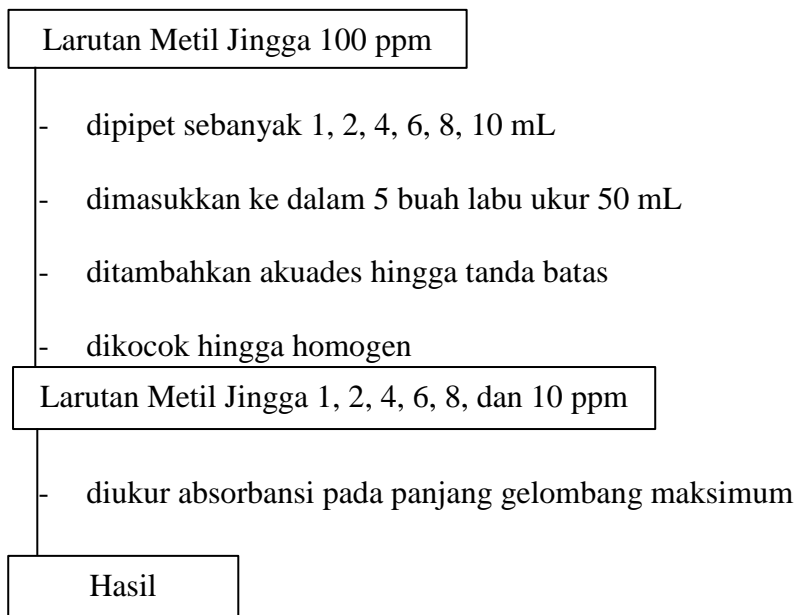 Larutan Metil Jingga 100 ppm
- dipipet sebanyak 1, 2, 4, 6, 8, 10 mL
- dimasukkan ke dalam 5 buah labu ukur 50 mL
- ditambahkan akuades hingga tanda batas
- dikocok hingga homogen
Larutan Metil Jingga 1, 2, 4, 6, 8, dan 10 ppm
- diukur absorbansi pada panjang gelombang maksimum
Hasil